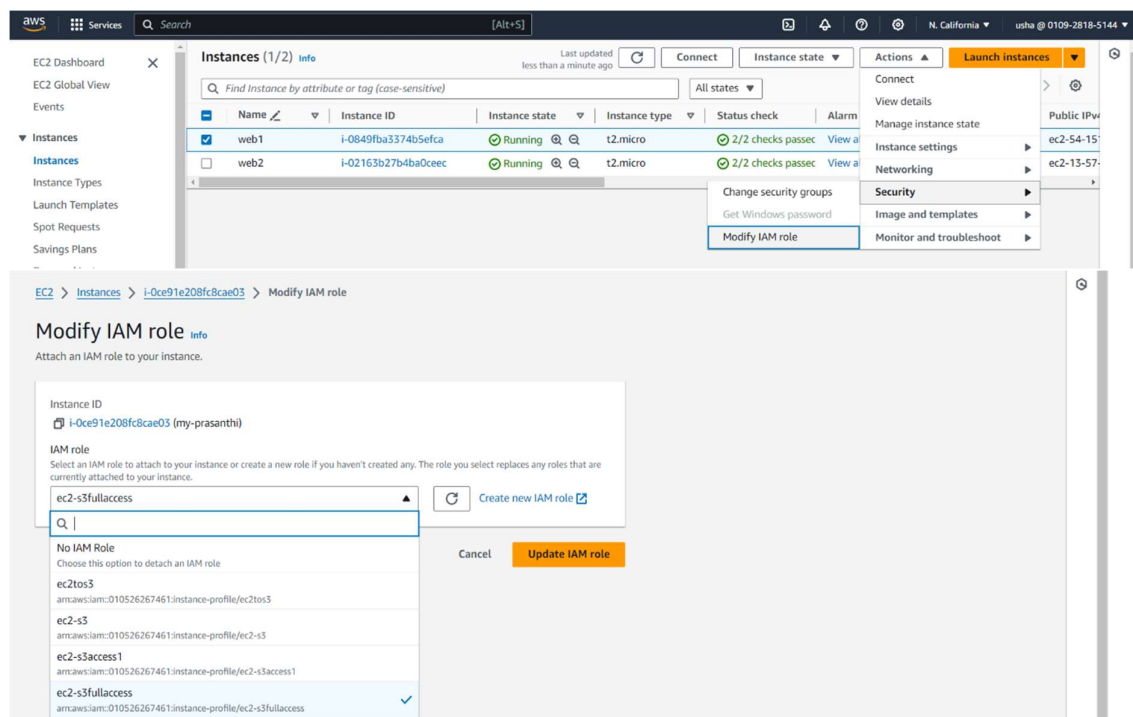 aws Services Search [Alt+S] N. California ▼ usha @ 0109-2818-5144 ▼
EC2 Dashboard
EC2 Global View
Events
Instances
Instances
Instance Types
Launch Templates
Spot Requests
Savings Plans
Instances (1/2) Info
Last updated
less than a minute ago
Connect Instance state ▼ Actions ▲ Launch instances ▼
Find Instance by attribute or tag (case-sensitive) All states ▼
Name Instance ID Instance state Instance type Status check Alarm Public IPv4
web1 i-0849fba3374b5efca Running t2.micro 2/2 checks passec View a ec2-54-15
web2 i-02163b27b4ba0ceec Running t2.micro 2/2 checks passec View a ec2-13-57-
Connect
View details
Manage instance state
Instance settings
Networking
Security
Image and templates
Monitor and troubleshoot
Change security groups
Get Windows password
Modify IAM role
EC2 > Instances > i-0ce91e208fc8cae03 > Modify IAM role
Modify IAM role Info
Attach an IAM role to your instance.
Instance ID
i-0ce91e208fc8cae03 (my-prasanthi)
IAM role
Select an IAM role to attach to your instance or create a new role if you haven't created any. The role you select replaces any roles that are
currently attached to your instance.
ec2-s3fullaccess Create new IAM role
No IAM Role
Choose this option to detach an IAM role
ec2tos3
arn:aws:iam::010526267461:instance-profile/ec2tos3
ec2-s3
arn:aws:iam::010526267461:instance-profile/ec2-s3
ec2-s3access1
arn:aws:iam::010526267461:instance-profile/ec2-s3access1
ec2-s3fullaccess
arn:aws:iam::010526267461:instance-profile/ec2-s3fullaccess
Cancel Update IAM role